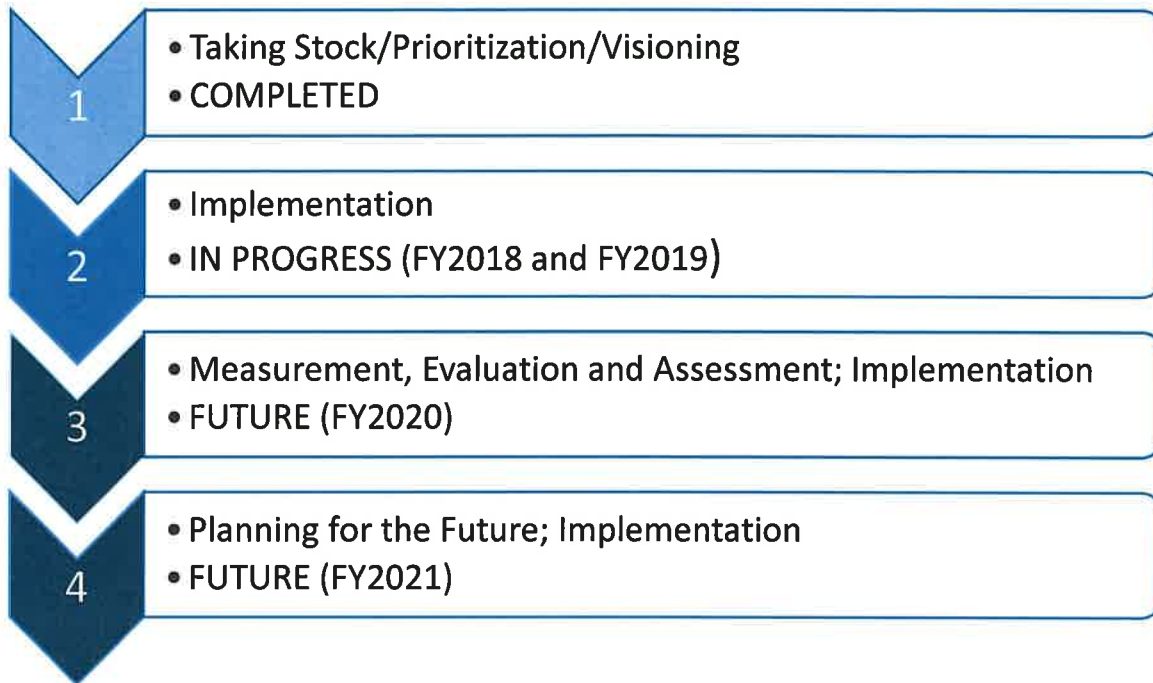 1
• Taking Stock/Prioritization/Visioning
• COMPLETED
2
• Implementation
• IN PROGRESS (FY2018 and FY2019)
3
• Measurement, Evaluation and Assessment; Implementation
• FUTURE (FY2020)
4
• Planning for the Future; Implementation
• FUTURE (FY2021)